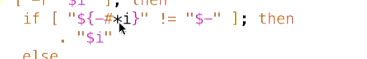 if [ "${-#*i}" != "$-" ]; then
. "$i"
else